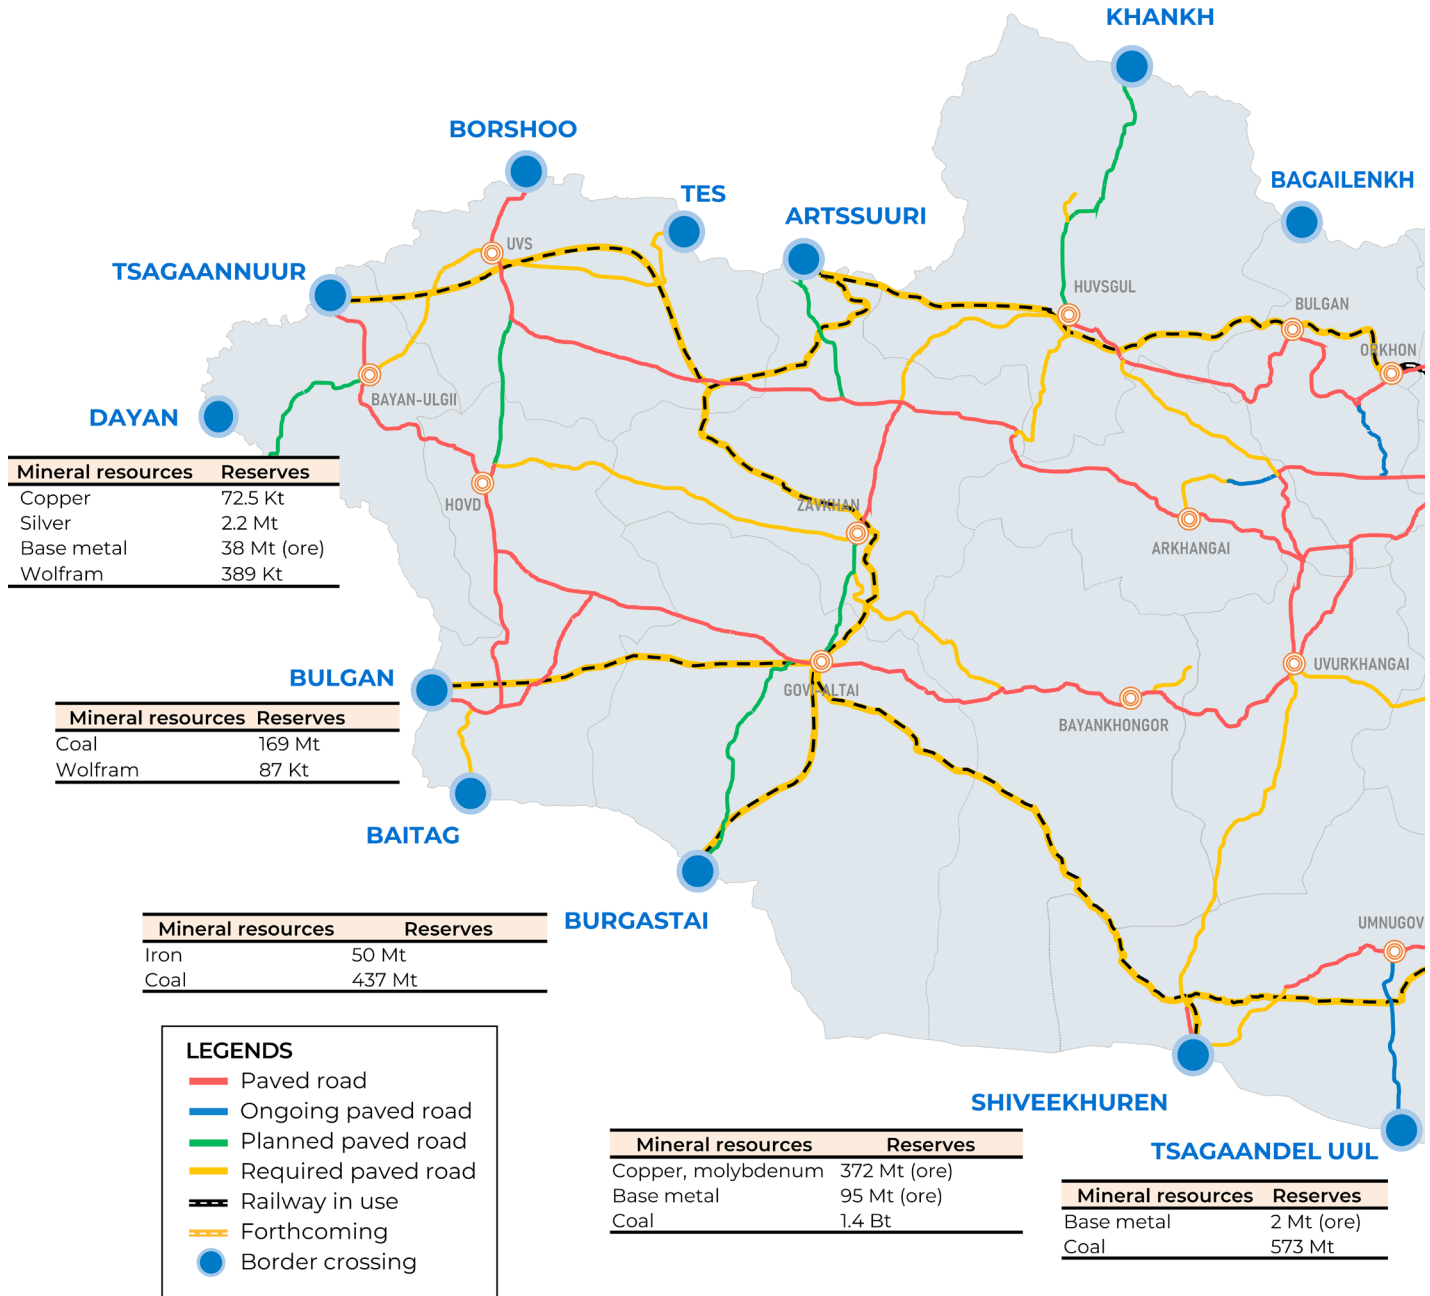 KHANKH
BORSHOO
TES
BAGAILENKH
ARTSSUURI
UVS
TSAGAANNUUR
HUVSGUL
BULGAN
ORKHON
BAYAN-ULGII
DAYAN
Mineral resources Reserves
Copper 72.5 Kt
Silver 2.2 Mt
Base metal 38 Mt (ore)
Wolfram 389 Kt
HOVD
ZAVKHAN
ARKHANGAI
BULGAN
GOVI-ALTAI
UVURKHANGAI
BAYANKHONGOR
Mineral resources Reserves
Coal 169 Mt
Wolfram 87 Kt
BAITAG
BURGASTAI
UMNUGOV
Mineral resources Reserves
Iron 50 Mt
Coal 437 Mt
LEGENDS
Paved road
Ongoing paved road
Planned paved road
Required paved road
Railway in use
Forthcoming
Border crossing
SHIVEEKHUREN
Mineral resources Reserves
Copper, molybdenum 372 Mt (ore)
Base metal 95 Mt (ore)
Coal 1.4 Bt
TSAGAANDEL UUL
Mineral resources Reserves
Base metal 2 Mt (ore)
Coal 573 Mt